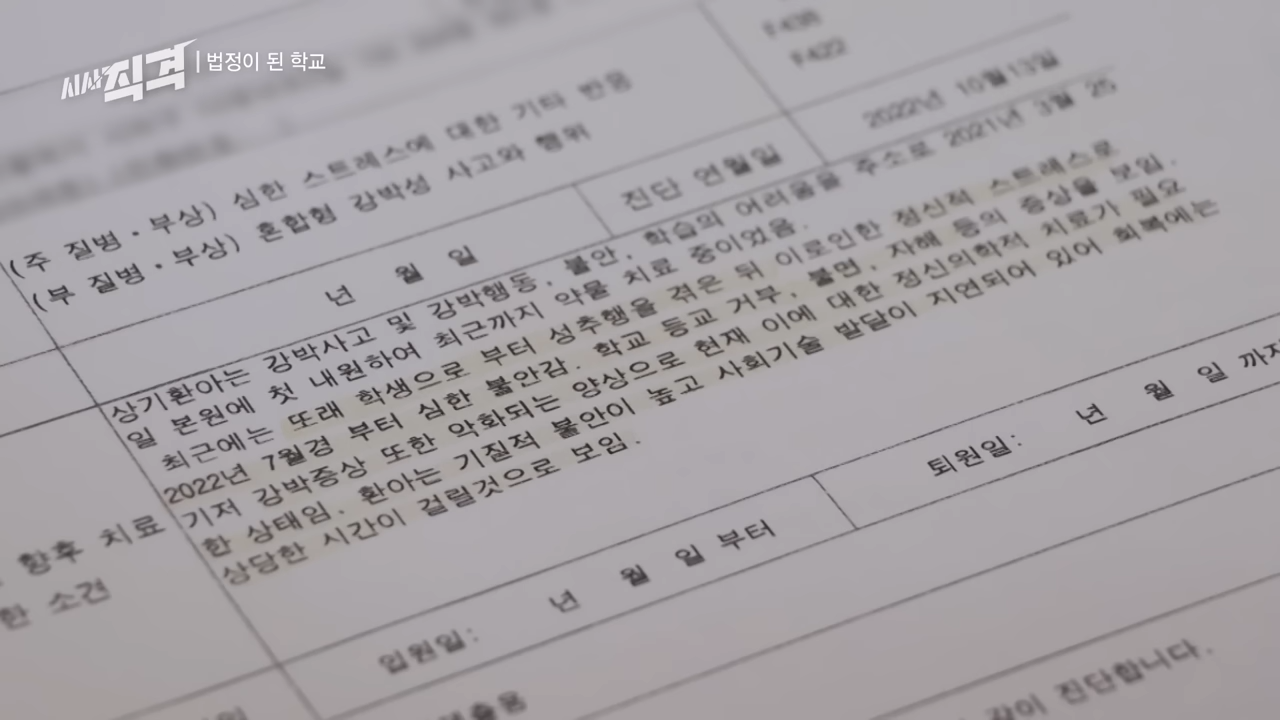 시사직격 | 법정이 된 학교
F438
F422
(주 질병·부상) 심한 스트레스에 대한 기타 반응
(부 질병·부상) 혼합형 강박성 사고와 행위
년 월 일
진단 연월일
2022년 10월13일
상기환아는 강박사고 및 강박행동, 불안, 학습의 어려움을 주소로 2021년 3월 25
일 본원에 첫 내원하여 최근까지 약물 치료 중이었음.
최근에는 또래 학생으로 부터 성추행을 겪은 뒤 이로인한 정신적 스트레스로
2022년 7월경 부터 심한 불안감. 학교 등교 거부, 불면, 자해 등의 증상을 보임.
기저 강박증상 또한 악화되는 양상으로 현재 이에 대한 정신의학적 치료가 필요
한 상태임. 환아는 기질적 불안이 높고 사회기술 발달이 지연되어 있어 회복에는
상당한 시간이 걸릴것으로 보임.
향후 치료
한 소견
입원일: 년 월 일 부터
퇴원일: 년 월 일 까지
제출용
같이 진단합니다.